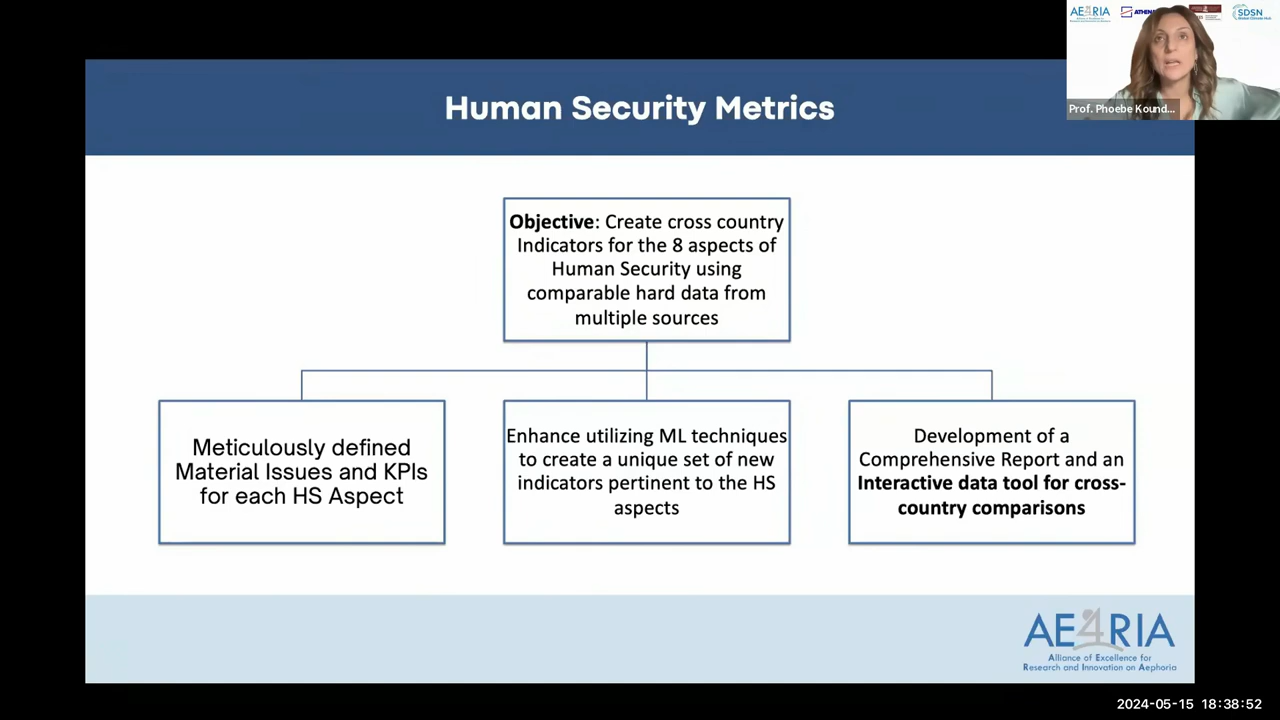 AE4RIA
ATHENA
SDSN
Prof. Phoebe Kound...
Human Security Metrics
Objective: Create cross country
Indicators for the 8 aspects of
Human Security using
comparable hard data from
multiple sources
Meticulously defined
Material Issues and KPIs
for each HS Aspect
Enhance utilizing ML techniques
to create a unique set of new
indicators pertinent to the HS
aspects
Development of a
Comprehensive Report and an
Interactive data tool for cross-
country comparisons
AE4RIA
Alliance of Excellence for
Research and Innovation on Aephoria
2024-05-15 18:38:52